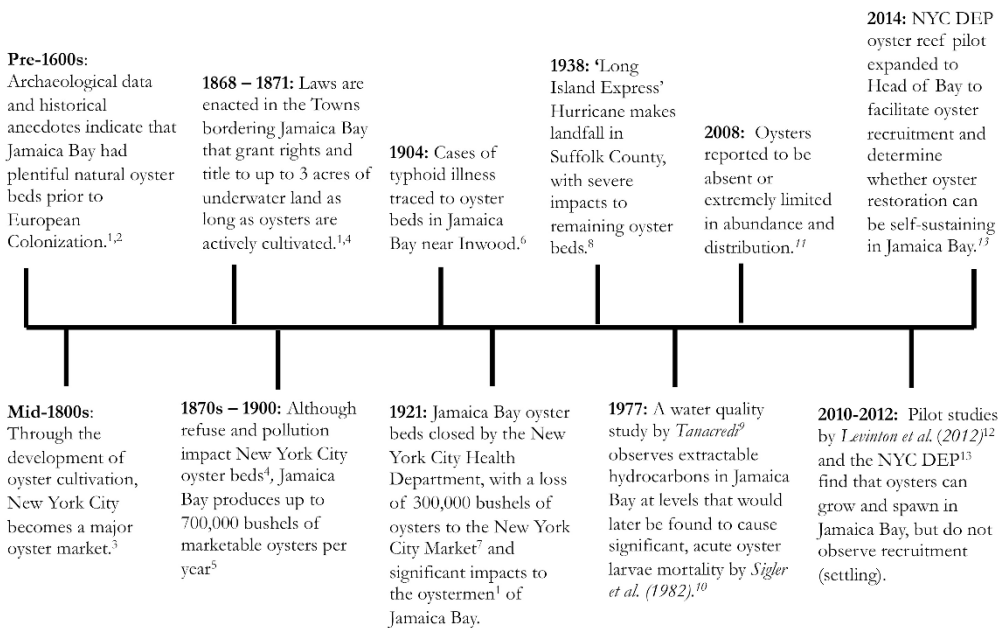 Pre-1600s:
Archaeological data
and historical
anecdotes indicate that
Jamaica Bay had
plentiful natural oyster
beds prior to
European
Colonization.1,2
1868 – 1871: Laws are
enacted in the Towns
bordering Jamaica Bay
that grant rights and
title to up to 3 acres of
underwater land as
long as oysters are
actively cultivated.1,4
1904: Cases of
typhoid illness
traced to oyster
beds in Jamaica
Bay near Inwood.6
1938: ‘Long
Island Express’
Hurricane makes
landfall in
Suffolk County,
with severe
impacts to
remaining oyster
beds.8
2008: Oysters
reported to be
absent or
extremely limited
in abundance and
distribution.11
2014: NYC DEP
oyster reef pilot
expanded to
Head of Bay to
facilitate oyster
recruitment and
determine
whether oyster
restoration can
be self-sustaining
in Jamaica Bay.13
Mid-1800s:
Through the
development of
oyster cultivation,
New York City
becomes a major
oyster market.3
1870s – 1900: Although
refuse and pollution
impact New York City
oyster beds4, Jamaica
Bay produces up to
700,000 bushels of
marketable oysters per
year5
1921: Jamaica Bay oyster
beds closed by the New
York City Health
Department, with a loss
of 300,000 bushels of
oysters to the New York
City Market7 and
significant impacts to
the oystermen1 of
Jamaica Bay.
1977: A water quality
study by Tanacredi9
observes extractable
hydrocarbons in Jamaica
Bay at levels that would
later be found to cause
significant, acute oyster
larvae mortality by Sigler
et al. (1982).10
2010-2012: Pilot studies
by Levinton et al. (2012)12
and the NYC DEP13
find that oysters can
grow and spawn in
Jamaica Bay, but do not
observe recruitment
(settling).